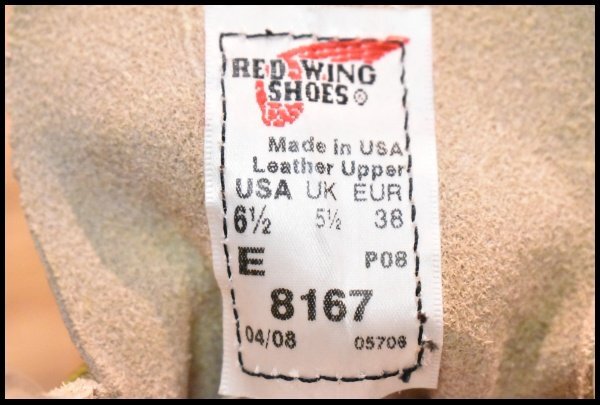 RED WING
SHOES ®
Made in USA
Leather Upper
USA UK EUR
6½ 5½ 38
E P08
8167
04/08 05706